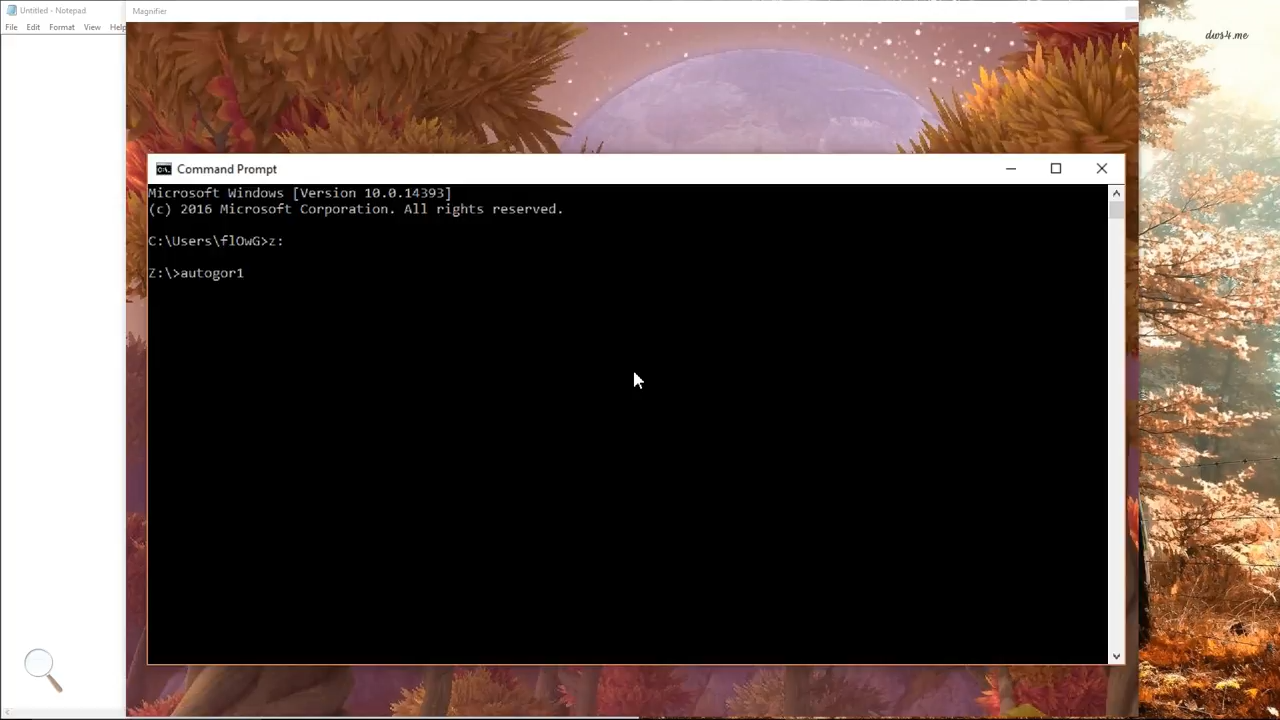 Untitled - Notepad
File Edit Format View Help
Magnifier
dws4.me
Command Prompt
Microsoft Windows [Version 10.0.14393]
(c) 2016 Microsoft Corporation. All rights reserved.
C:\Users\flOwG>z:
Z:\>autogor1